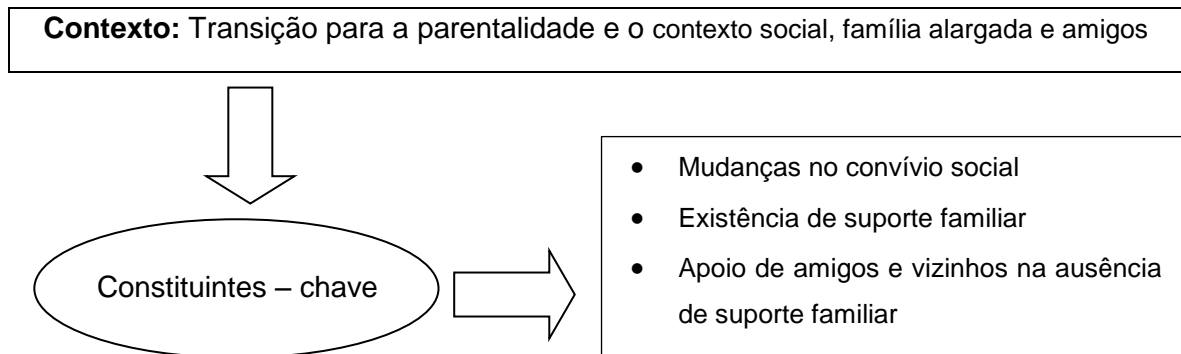 Contexto: Transição para a parentalidade e o contexto social, família alargada e amigos
Constituintes – chave
• Mudanças no convívio social
• Existência de suporte familiar
• Apoio de amigos e vizinhos na ausência
de suporte familiar